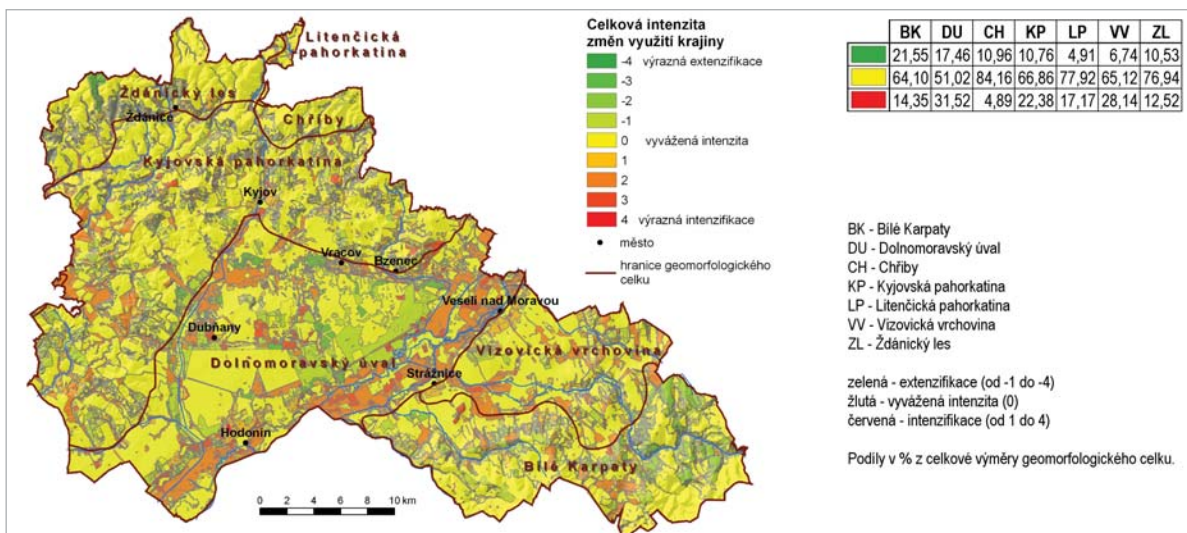 Litenčická
pahorkatina
Ždánický les
Ždánice
Chřiby
Kyjovská pahorkatina
Kyjov
Vracov
Bzenec
Veselí nad Moravou
Dubňany
Dolnomoravský úval
Vizovická vrchovina
Strážnice
Hodonín
Bílé Karpaty
0 2 4 6 8 10 km
Celková intenzita
změn využití krajiny
-4 výrazná extenzifikace
-3
-2
-1
0 vyvážená intenzita
1
2
3
4 výrazná intenzifikace
město
hranice geomorfologického
celku
BK DU CH KP LP VV ZL
21,55 17,46 10,96 10,76 4,91 6,74 10,53
64,10 51,02 84,16 66,86 77,92 65,12 76,94
14,35 31,52 4,89 22,38 17,17 28,14 12,52
BK - Bílé Karpaty
DU - Dolnomoravský úval
CH - Chřiby
KP - Kyjovská pahorkatina
LP - Litenčická pahorkatina
VV - Vizovická vrchovina
ZL - Ždánický les
zelená - extenzifikace (od -1 do -4)
žlutá - vyvážená intenzita (0)
červená - intenzifikace (od 1 do 4)
Podíly v % z celkové výměry geomorfologického celku.